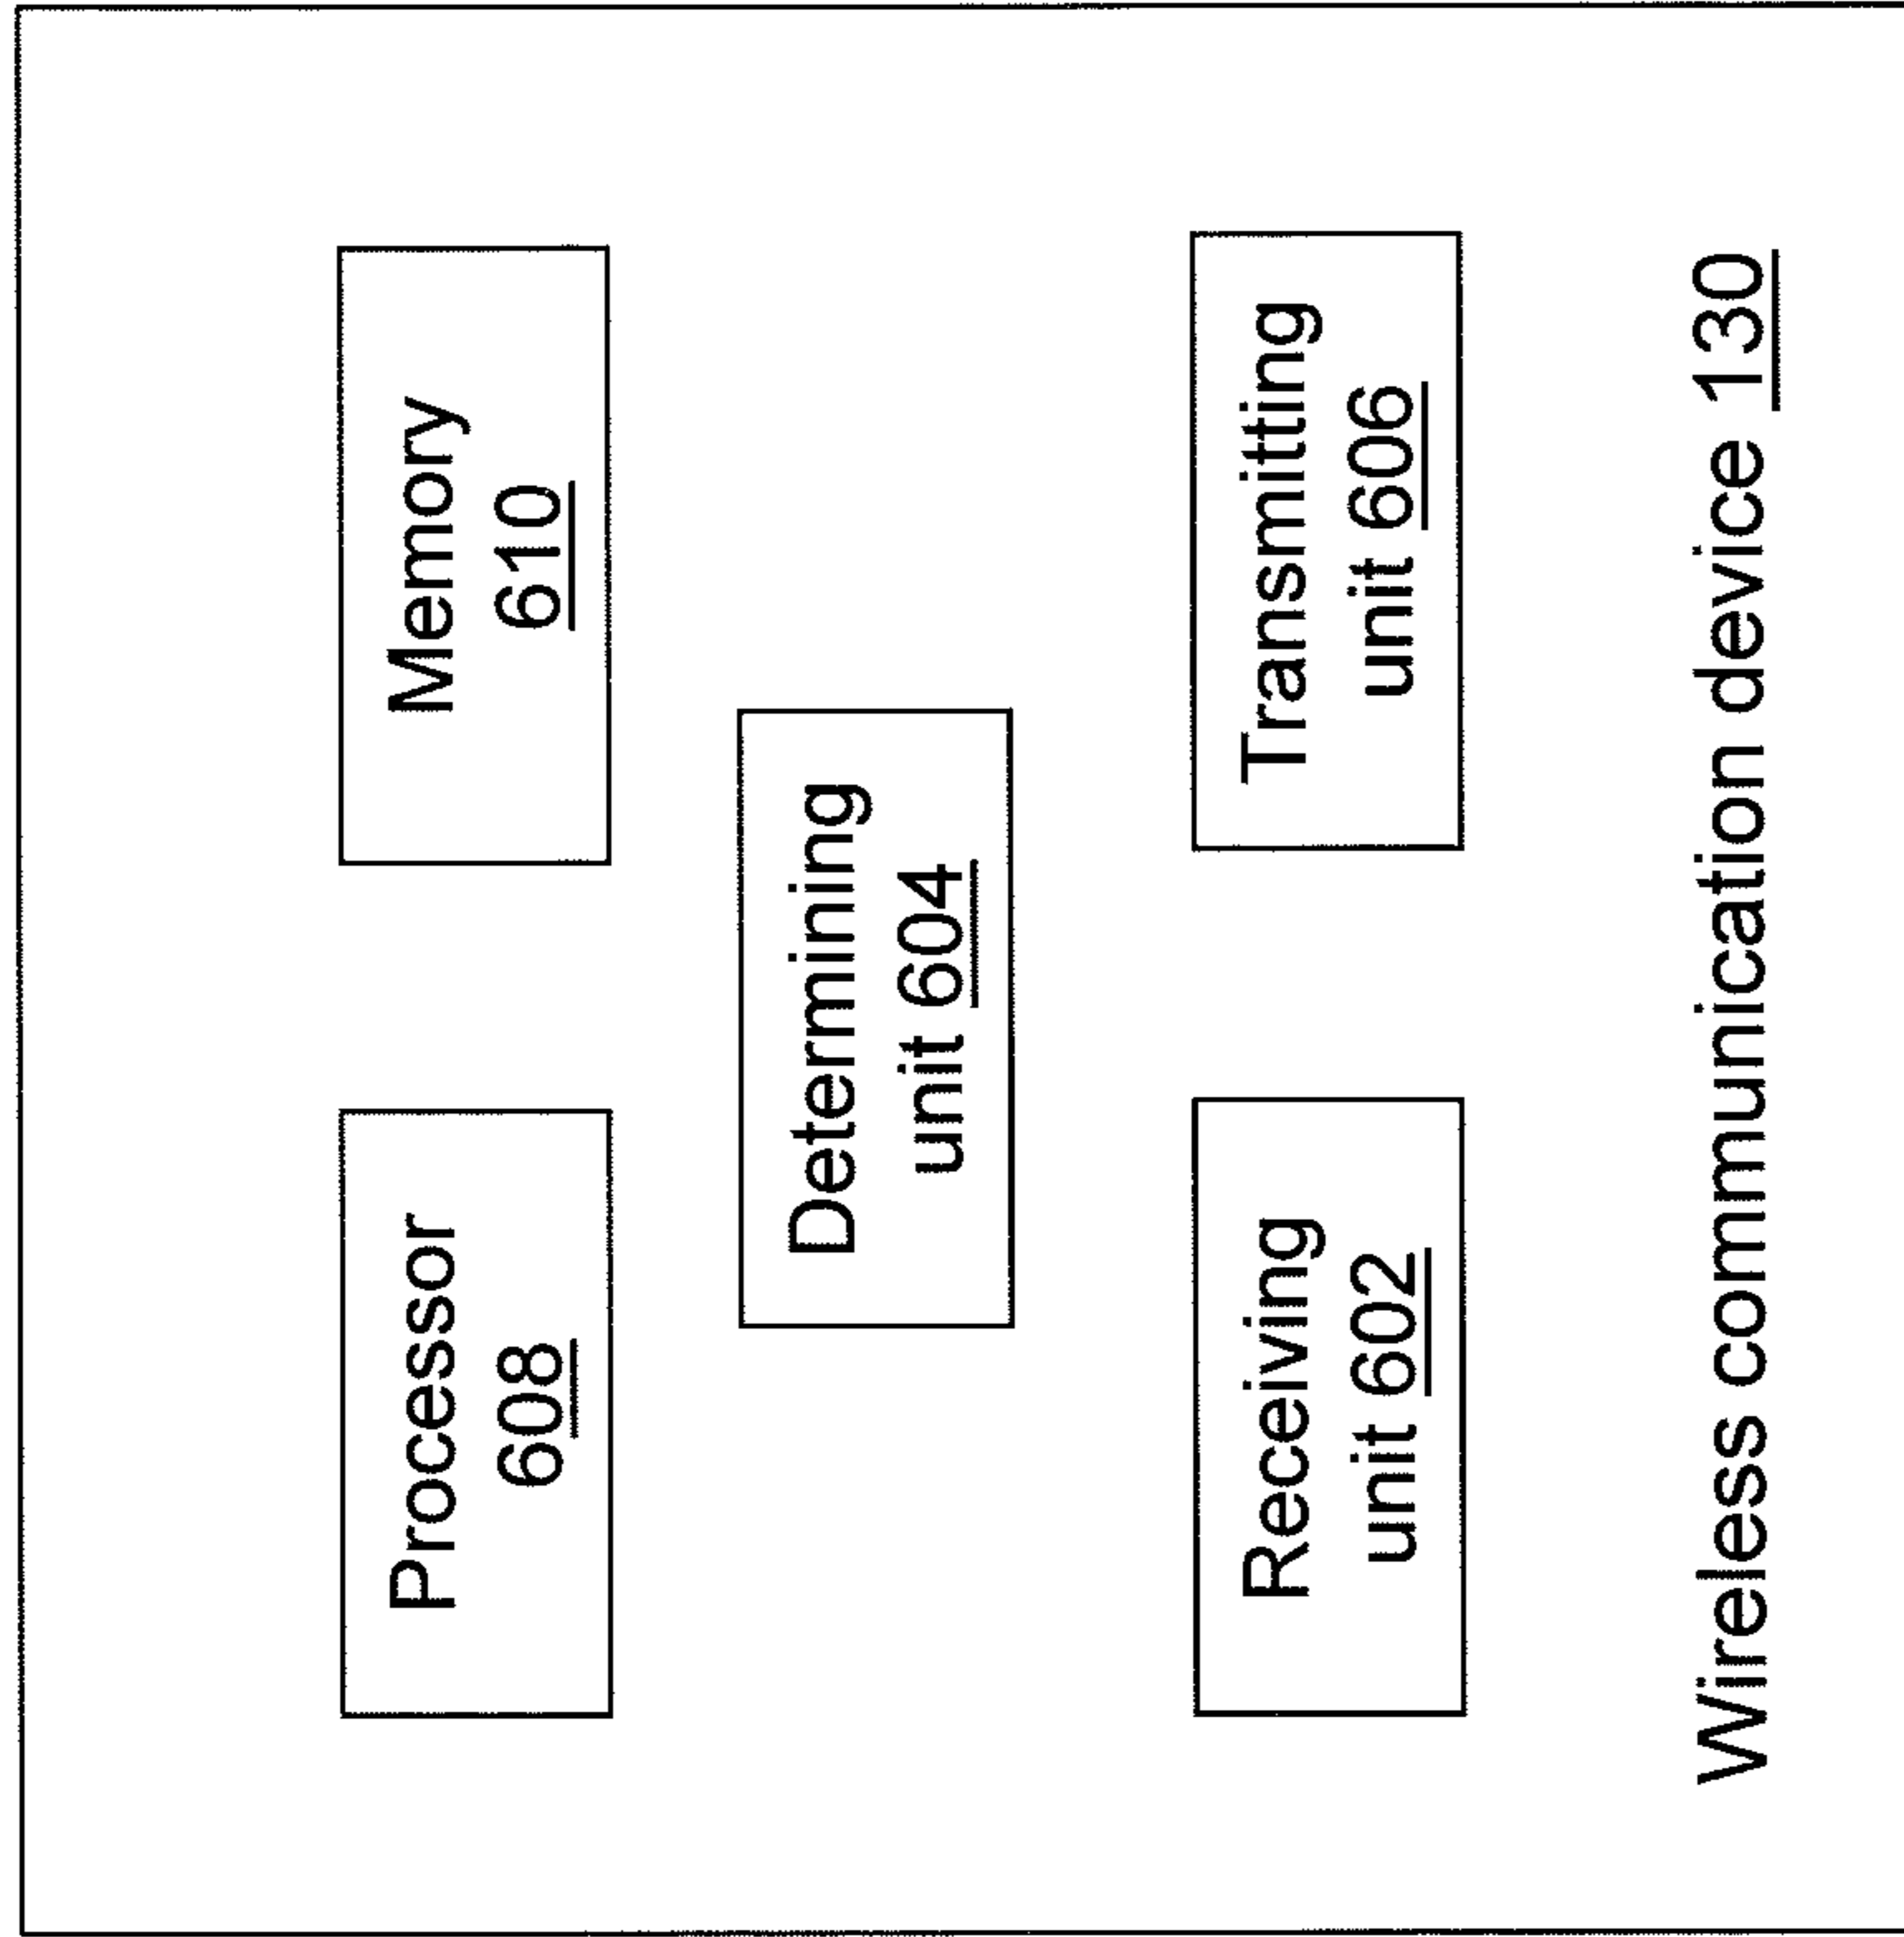 Processor
608
Memory
610
Determining
unit 604
Receiving
unit 602
Transmitting
unit 606
Wireless communication device 130